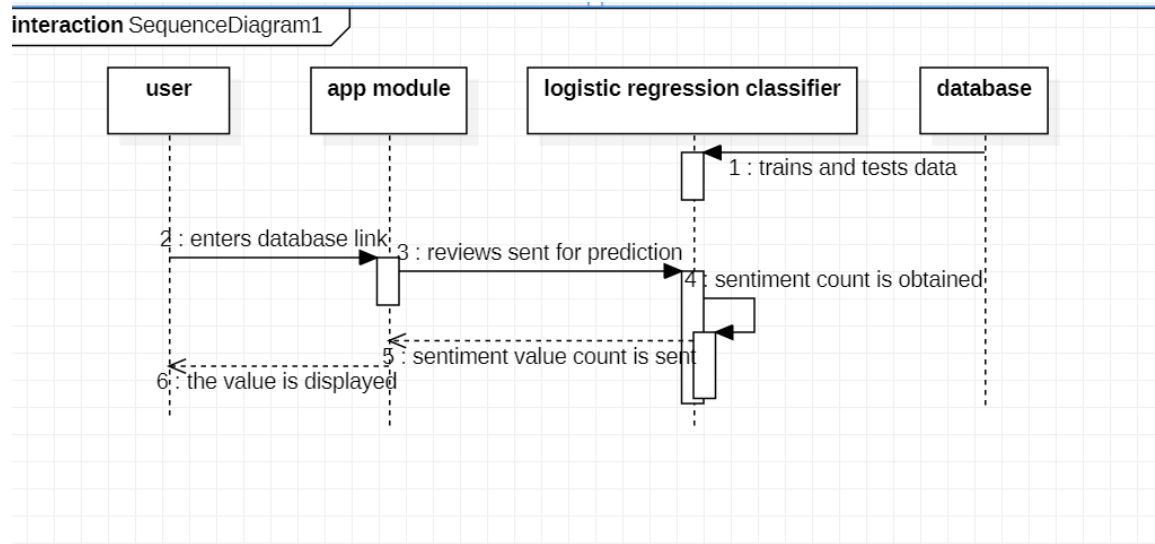 interaction SequenceDiagram1
user
app module
logistic regression classifier
database
1 : trains and tests data
2 : enters database link
3 : reviews sent for prediction
4 : sentiment count is obtained
5 : sentiment value count is sent
6 : the value is displayed